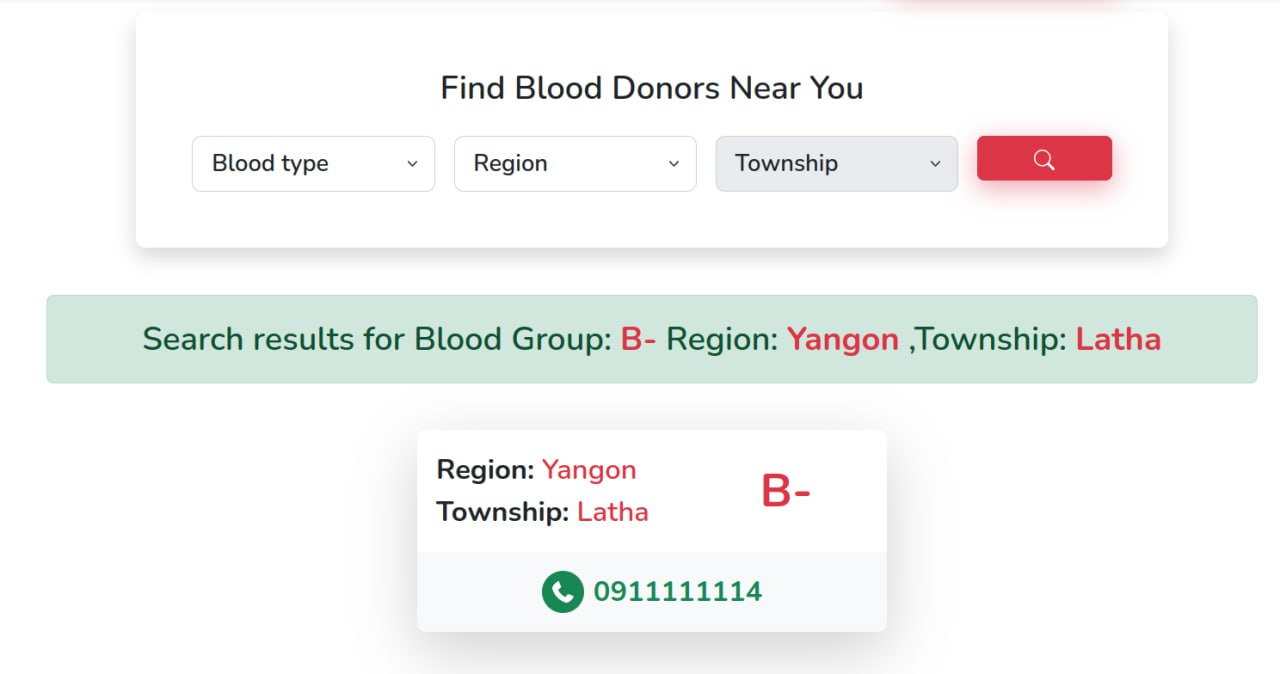 Find Blood Donors Near You
Blood type Region Township
Search results for Blood Group: B- Region: Yangon ,Township: Latha
Region: Yangon
Township: Latha
B-
0911111114